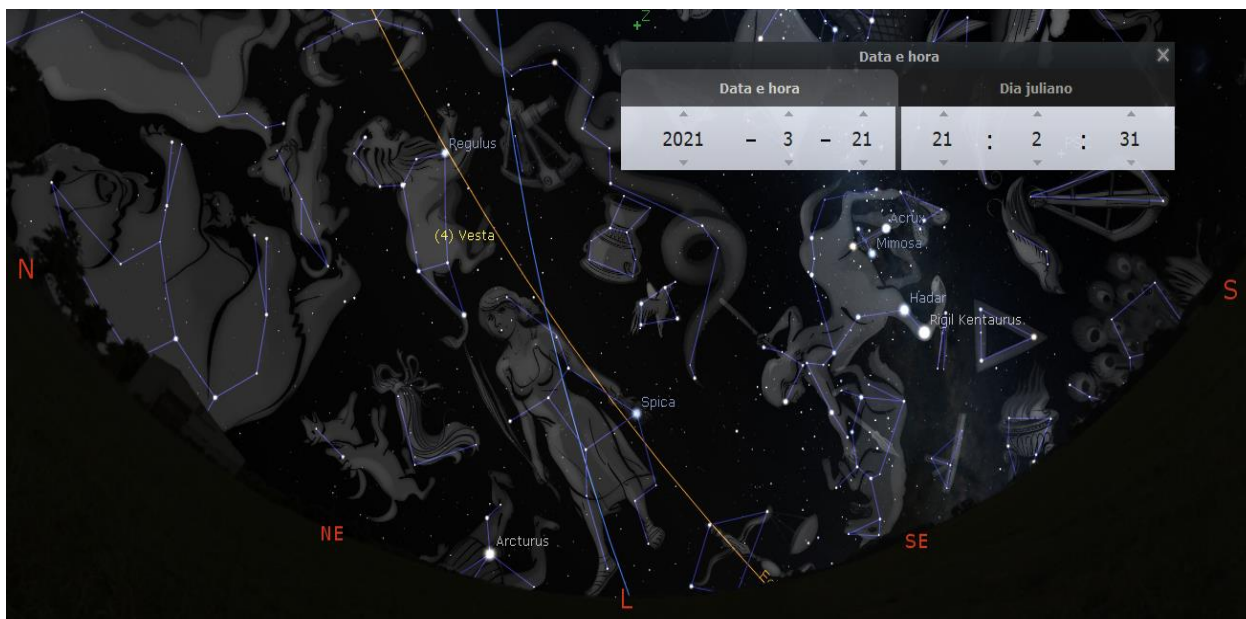 Z
Data e hora
Data e hora
Dia juliano
2021 – 3 – 21
21 : 2 : 31
Regulus
Acrux
(4) Vesta
Mimosa
N
S
Hadar
Rigil Kentaurus
Spica
NE
Arcturus
SE
L